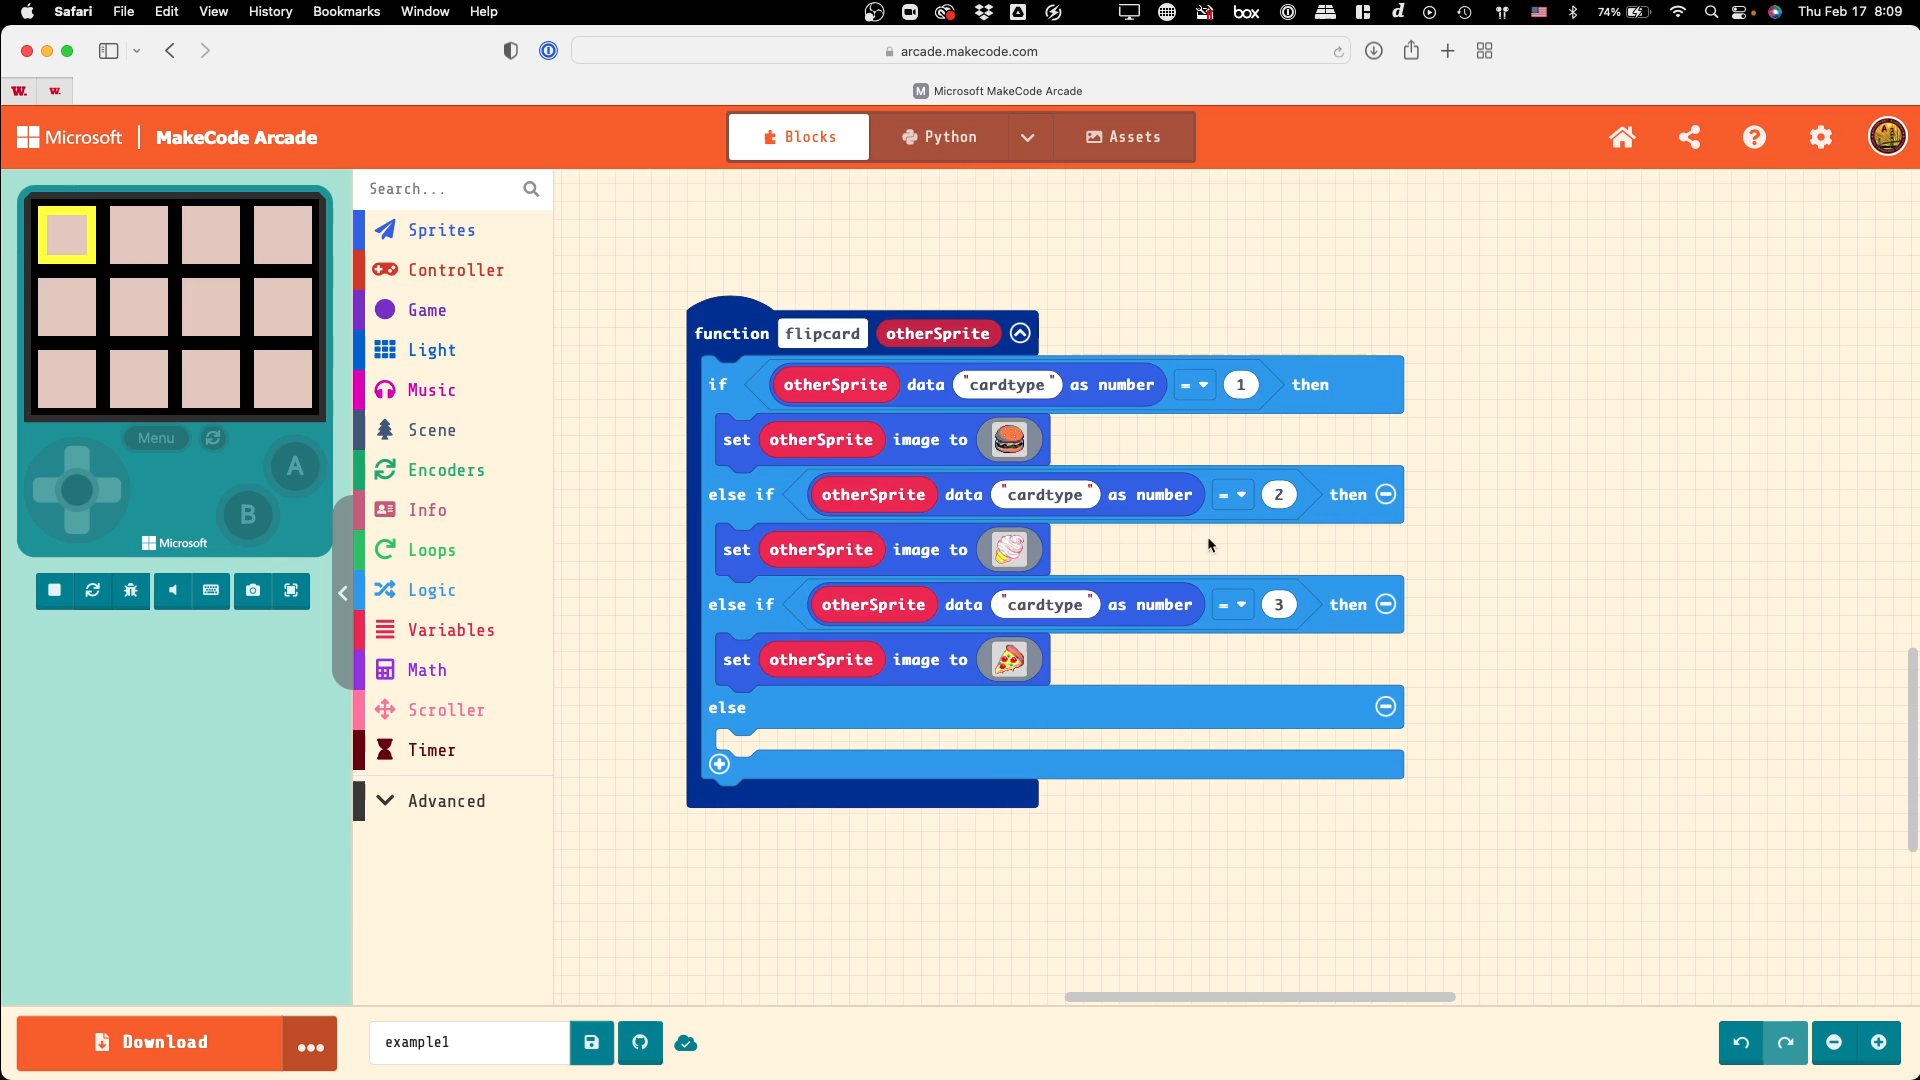 Safari File Edit View History Bookmarks Window Help
box
74%
Thu Feb 17 8:09
arcade.makecode.com
W. W.
M Microsoft MakeCode Arcade
Microsoft MakeCode Arcade
Blocks Python Assets
Search...
Sprites
Controller
Game
Light
Music
Scene
Encoders
Info
Loops
Logic
Variables
Math
Scroller
Timer
Advanced
Menu
A
B
Microsoft
function flipcard otherSprite
if otherSprite data "cardtype" as number = 1 then
set otherSprite image to
else if otherSprite data "cardtype" as number = 2 then
set otherSprite image to
else if otherSprite data "cardtype" as number = 3 then
set otherSprite image to
else
Download ...
example1